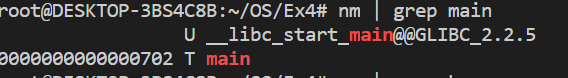 root@DESKTOP-3BS4C8B:~/OS/Ex4# nm | grep main
U __libc_start_main@@GLIBC_2.2.5
0000000000000702 T main